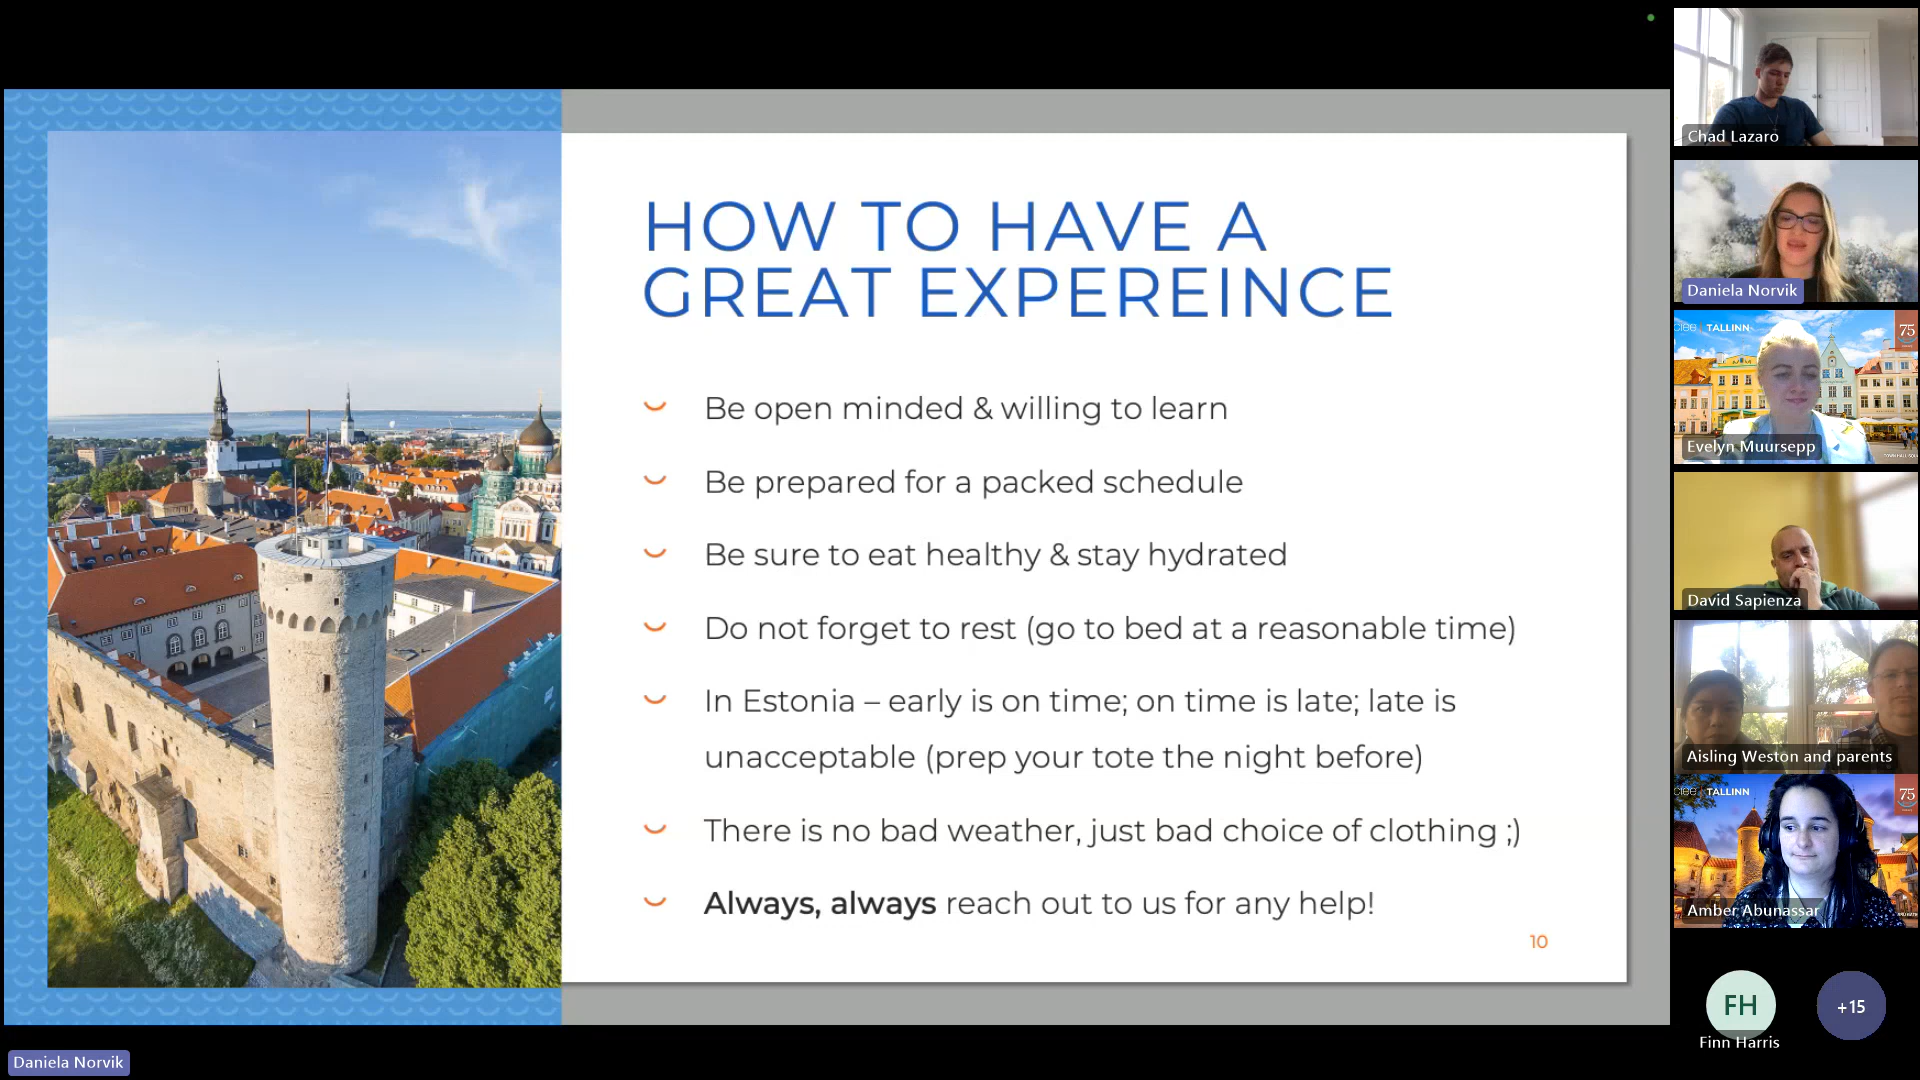 HOW TO HAVE A
GREAT EXPEREINCE
Be open minded & willing to learn
Be prepared for a packed schedule
Be sure to eat healthy & stay hydrated
Do not forget to rest (go to bed at a reasonable time)
In Estonia – early is on time; on time is late; late is
unacceptable (prep your tote the night before)
There is no bad weather, just bad choice of clothing ;)
Always, always reach out to us for any help!
10
Daniela Norvik
Chad Lazaro
Daniela Norvik
ciee TALLINN 75
Evelyn Muursepp
David Sapienza
Aisling Weston and parents
ciee TALLINN 75
Amber Abunassar
FH
Finn Harris
+15